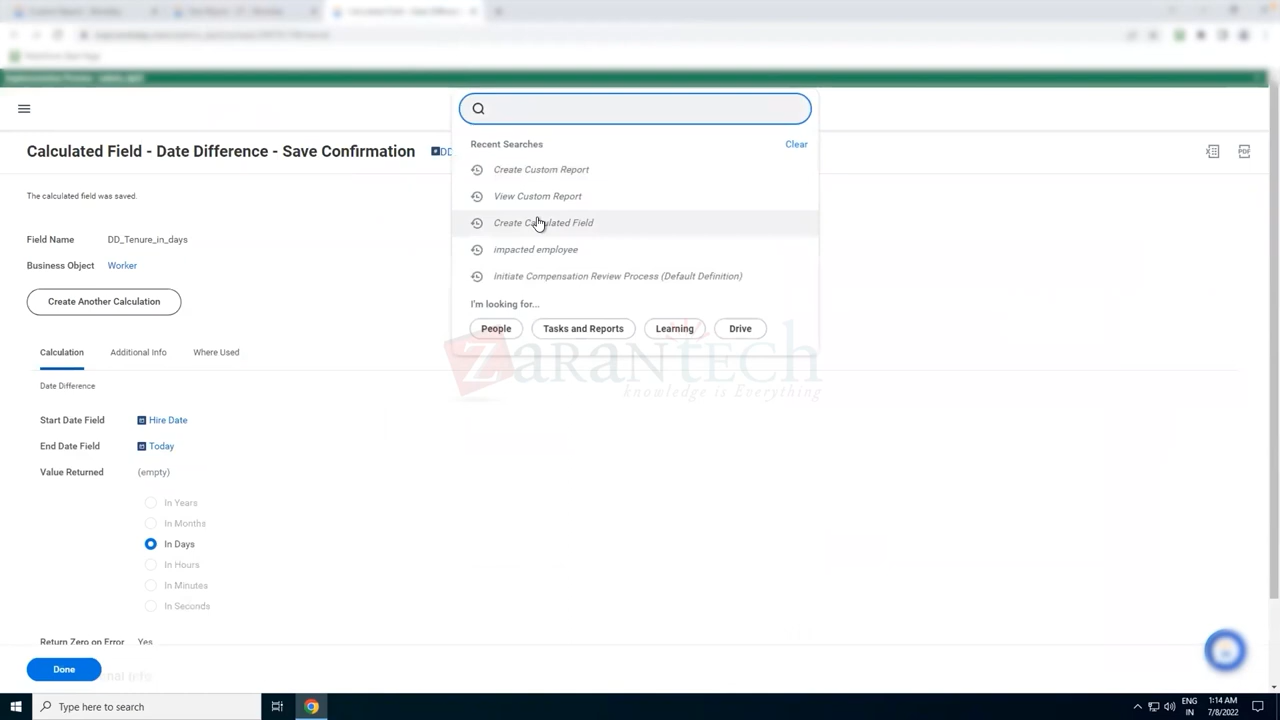 Recent Searches
Clear
Create Custom Report
View Custom Report
Create Calculated Field
impacted employee
Initiate Compensation Review Process (Default Definition)
I'm looking for...
People
Tasks and Reports
Learning
Drive
Calculated Field - Date Difference - Save Confirmation
DD
The calculated field was saved.
Field Name DD_Tenure_in_days
Business Object Worker
Create Another Calculation
Calculation Additional Info Where Used
ZARANTECH
knowledge is Everything
Date Difference
Start Date Field Hire Date
End Date Field Today
Value Returned (empty)
In Years
In Months
In Days
In Hours
In Minutes
In Seconds
Return Zero on Error Yes
Done
Type here to search
ENG
IN
1:14 AM
7/8/2022